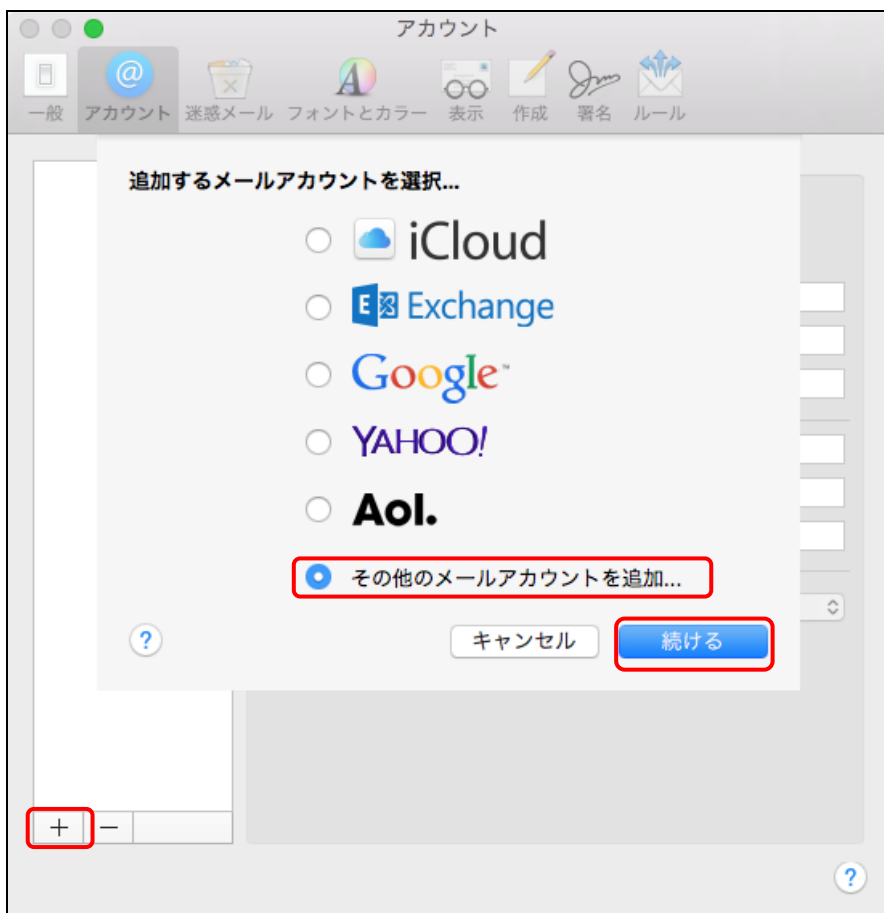 アカウント
一般 アカウント 迷惑メール フォントとカラー 表示 作成 署名 ルール
追加するメールアカウントを選択...
iCloud
E Exchange
Google™
YAHOO!
Aol.
その他のメールアカウントを追加...
? キャンセル 続ける
+ −
?